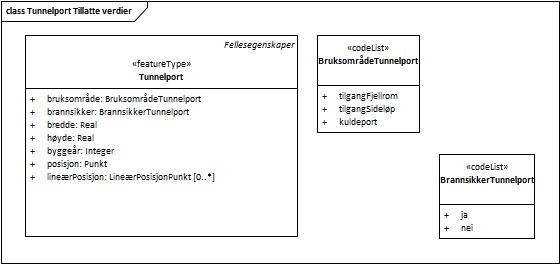 class Tunnelport Tillatte verdier
Fellesegenskaper
«featureType»
Tunnelport
+ bruksområde: BruksområdeTunnelport
+ brannsikker: BrannsikkerTunnelport
+ bredde: Real
+ høyde: Real
+ byggeår: Integer
+ posisjon: Punkt
+ lineærPosisjon: LineærPosisjonPunkt [0..*]
«codeList»
BruksområdeTunnelport
+ tilgangFjellrom
+ tilgangSideløp
+ kuldeport
«codeList»
BrannsikkerTunnelport
+ ja
+ nei